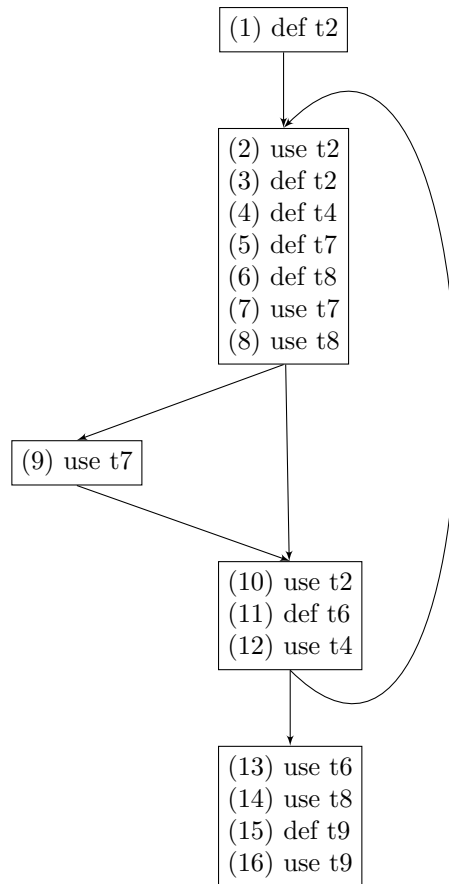 (1) def t2
(2) use t2
(3) def t2
(4) def t4
(5) def t7
(6) def t8
(7) use t7
(8) use t8
(9) use t7
(10) use t2
(11) def t6
(12) use t4
(13) use t6
(14) use t8
(15) def t9
(16) use t9